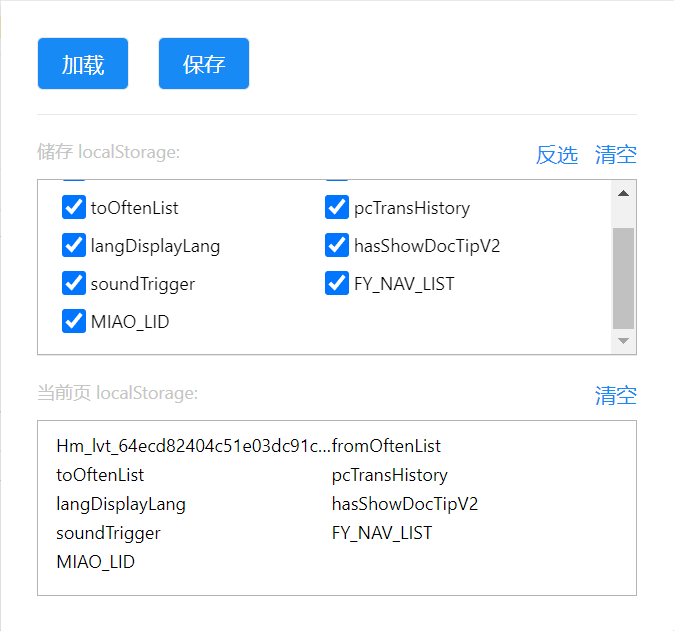 加载 保存
储存 localStorage: 反选 清空
toOftenList pcTransHistory
langDisplayLang hasShowDocTipV2
soundTrigger FY_NAV_LIST
MIAO_LID
当前页 localStorage: 清空
Hm_lvt_64ecd82404c51e03dc91c... fromOftenList
toOftenList pcTransHistory
langDisplayLang hasShowDocTipV2
soundTrigger FY_NAV_LIST
MIAO_LID